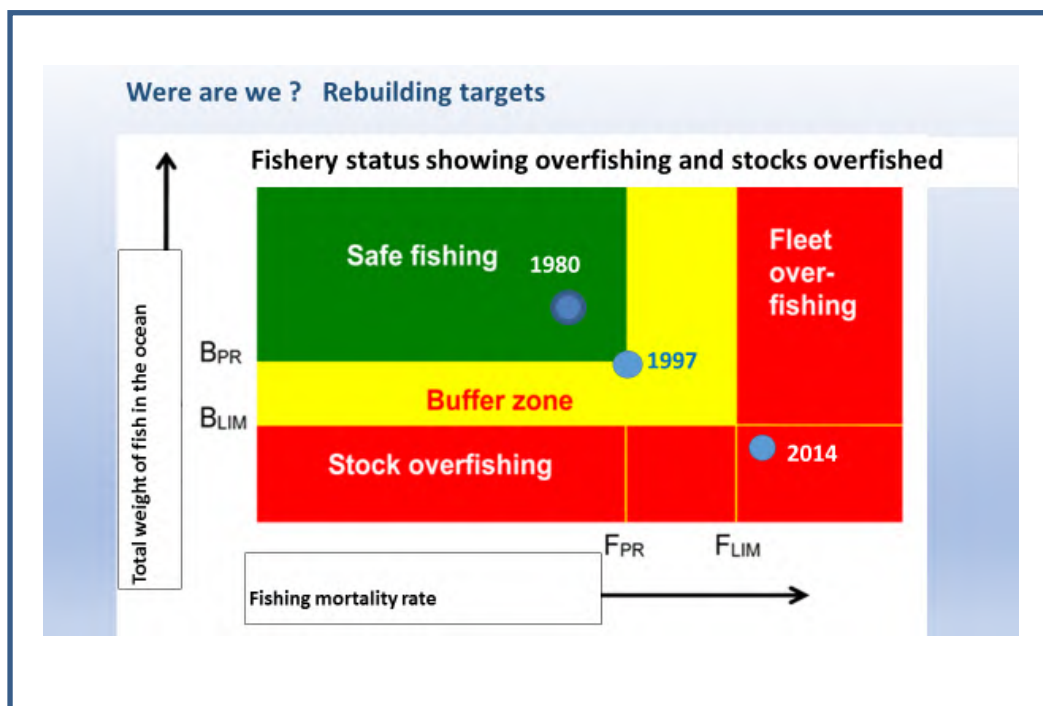 Were are we ? Rebuilding targets
Fishery status showing overfishing and stocks overfished
Total weight of fish in the ocean
Safe fishing
1980
Fleet
over-
fishing
BPR
1997
Buffer zone
BLIM
Stock overfishing
2014
FPR
FLIM
Fishing mortality rate